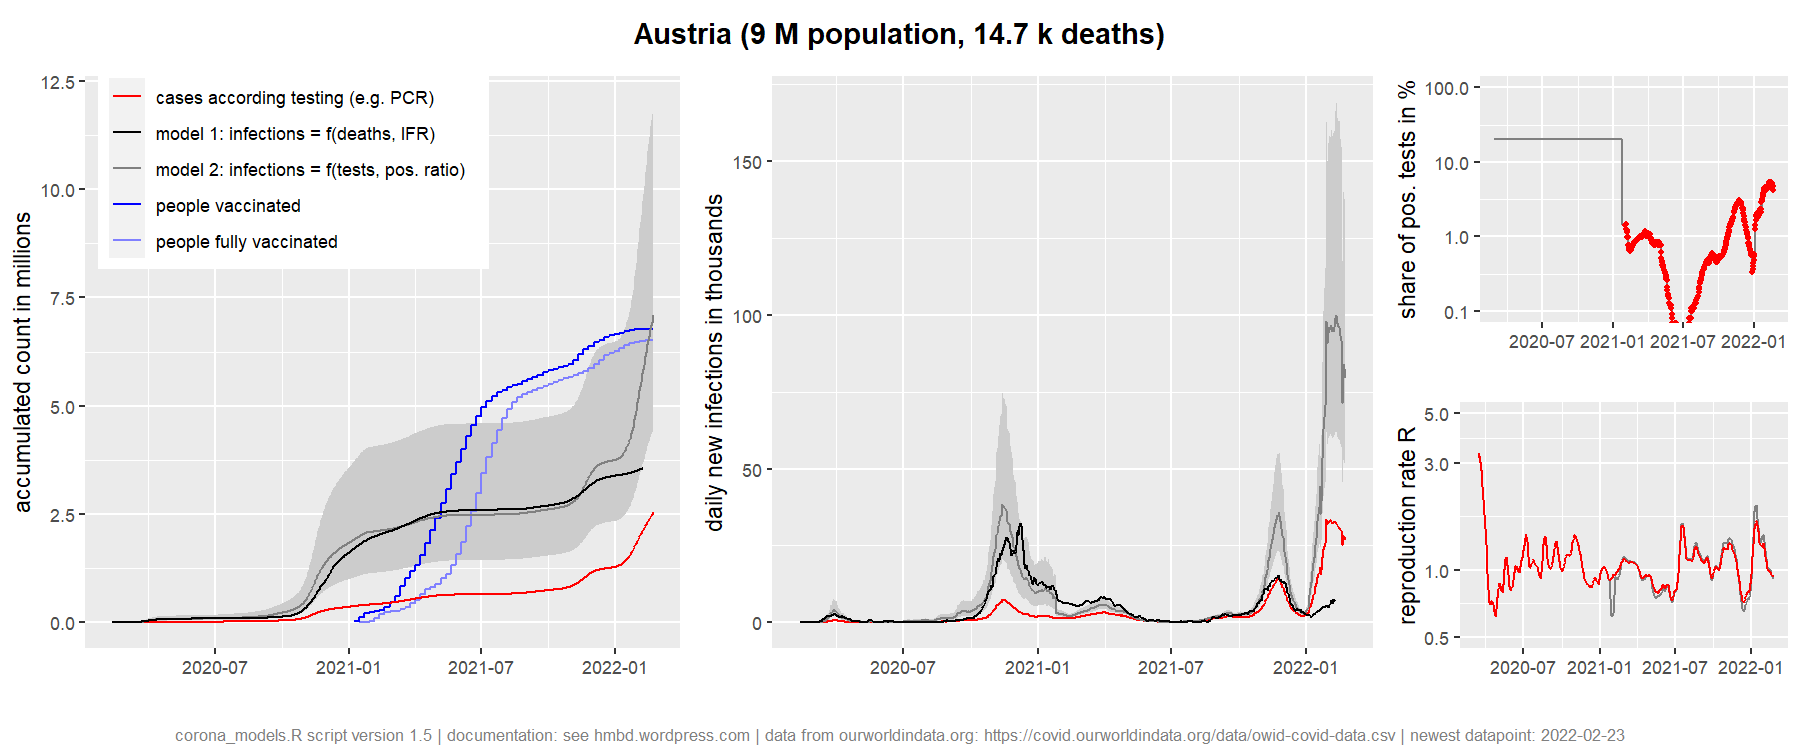 Austria (9 M population, 14.7 k deaths)
accumulated count in millions
12.5
10.0
7.5
5.0
2.5
0.0
cases according testing (e.g. PCR)
model 1: infections = f(deaths, IFR)
model 2: infections = f(tests, pos. ratio)
people vaccinated
people fully vaccinated
2020-07 2021-01 2021-07 2022-01
daily new infections in thousands
150
100
50
0
2020-07 2021-01 2021-07 2022-01
share of pos. tests in %
100.0
10.0
1.0
0.1
2020-07 2021-01 2021-07 2022-01
reproduction rate R
5.0
3.0
1.0
0.5
2020-07 2021-01 2021-07 2022-01
corona_models.R script version 1.5 | documentation: see hmbd.wordpress.com | data from ourworldindata.org: https://covid.ourworldindata.org/data/owid-covid-data.csv | newest datapoint: 2022-02-23